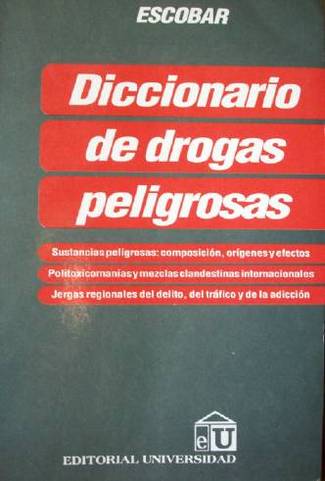 ESCOBAR
Diccionario
de drogas
peligrosas
Sustancias peligrosas: composición, orígenes y efectos
Politoxicomanías y mezclas clandestinas internacionales
Jergas regionales del delito, del tráfico y de la adicción
eU
EDITORIAL UNIVERSIDAD